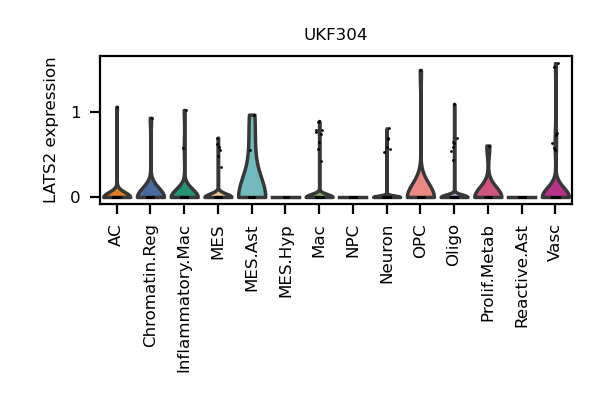 UKF304
LATS2 expression
1
0
AC
Chromatin.Reg
Inflammatory.Mac
MES
MES.Ast
MES.Hyp
Mac
NPC
Neuron
OPC
Oligo
Prolif.Metab
Reactive.Ast
Vasc